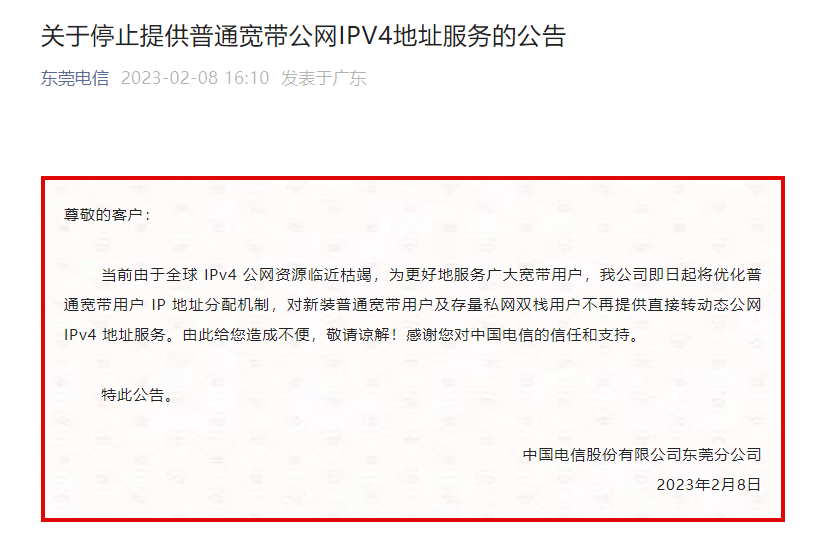 关于停止提供普通宽带公网IPV4地址服务的公告
东莞电信 2023-02-08 16:10 发表于广东
尊敬的客户：
当前由于全球 IPv4 公网资源临近枯竭，为更好地服务广大宽带用户，我公司即日起将优化普
通宽带用户 IP 地址分配机制，对新装普通宽带用户及存量私网双栈用户不再提供直接转动态公网
IPv4 地址服务。由此给您造成不便，敬请谅解！感谢您对中国电信的信任和支持。
特此公告。
中国电信股份有限公司东莞分公司
2023年2月8日